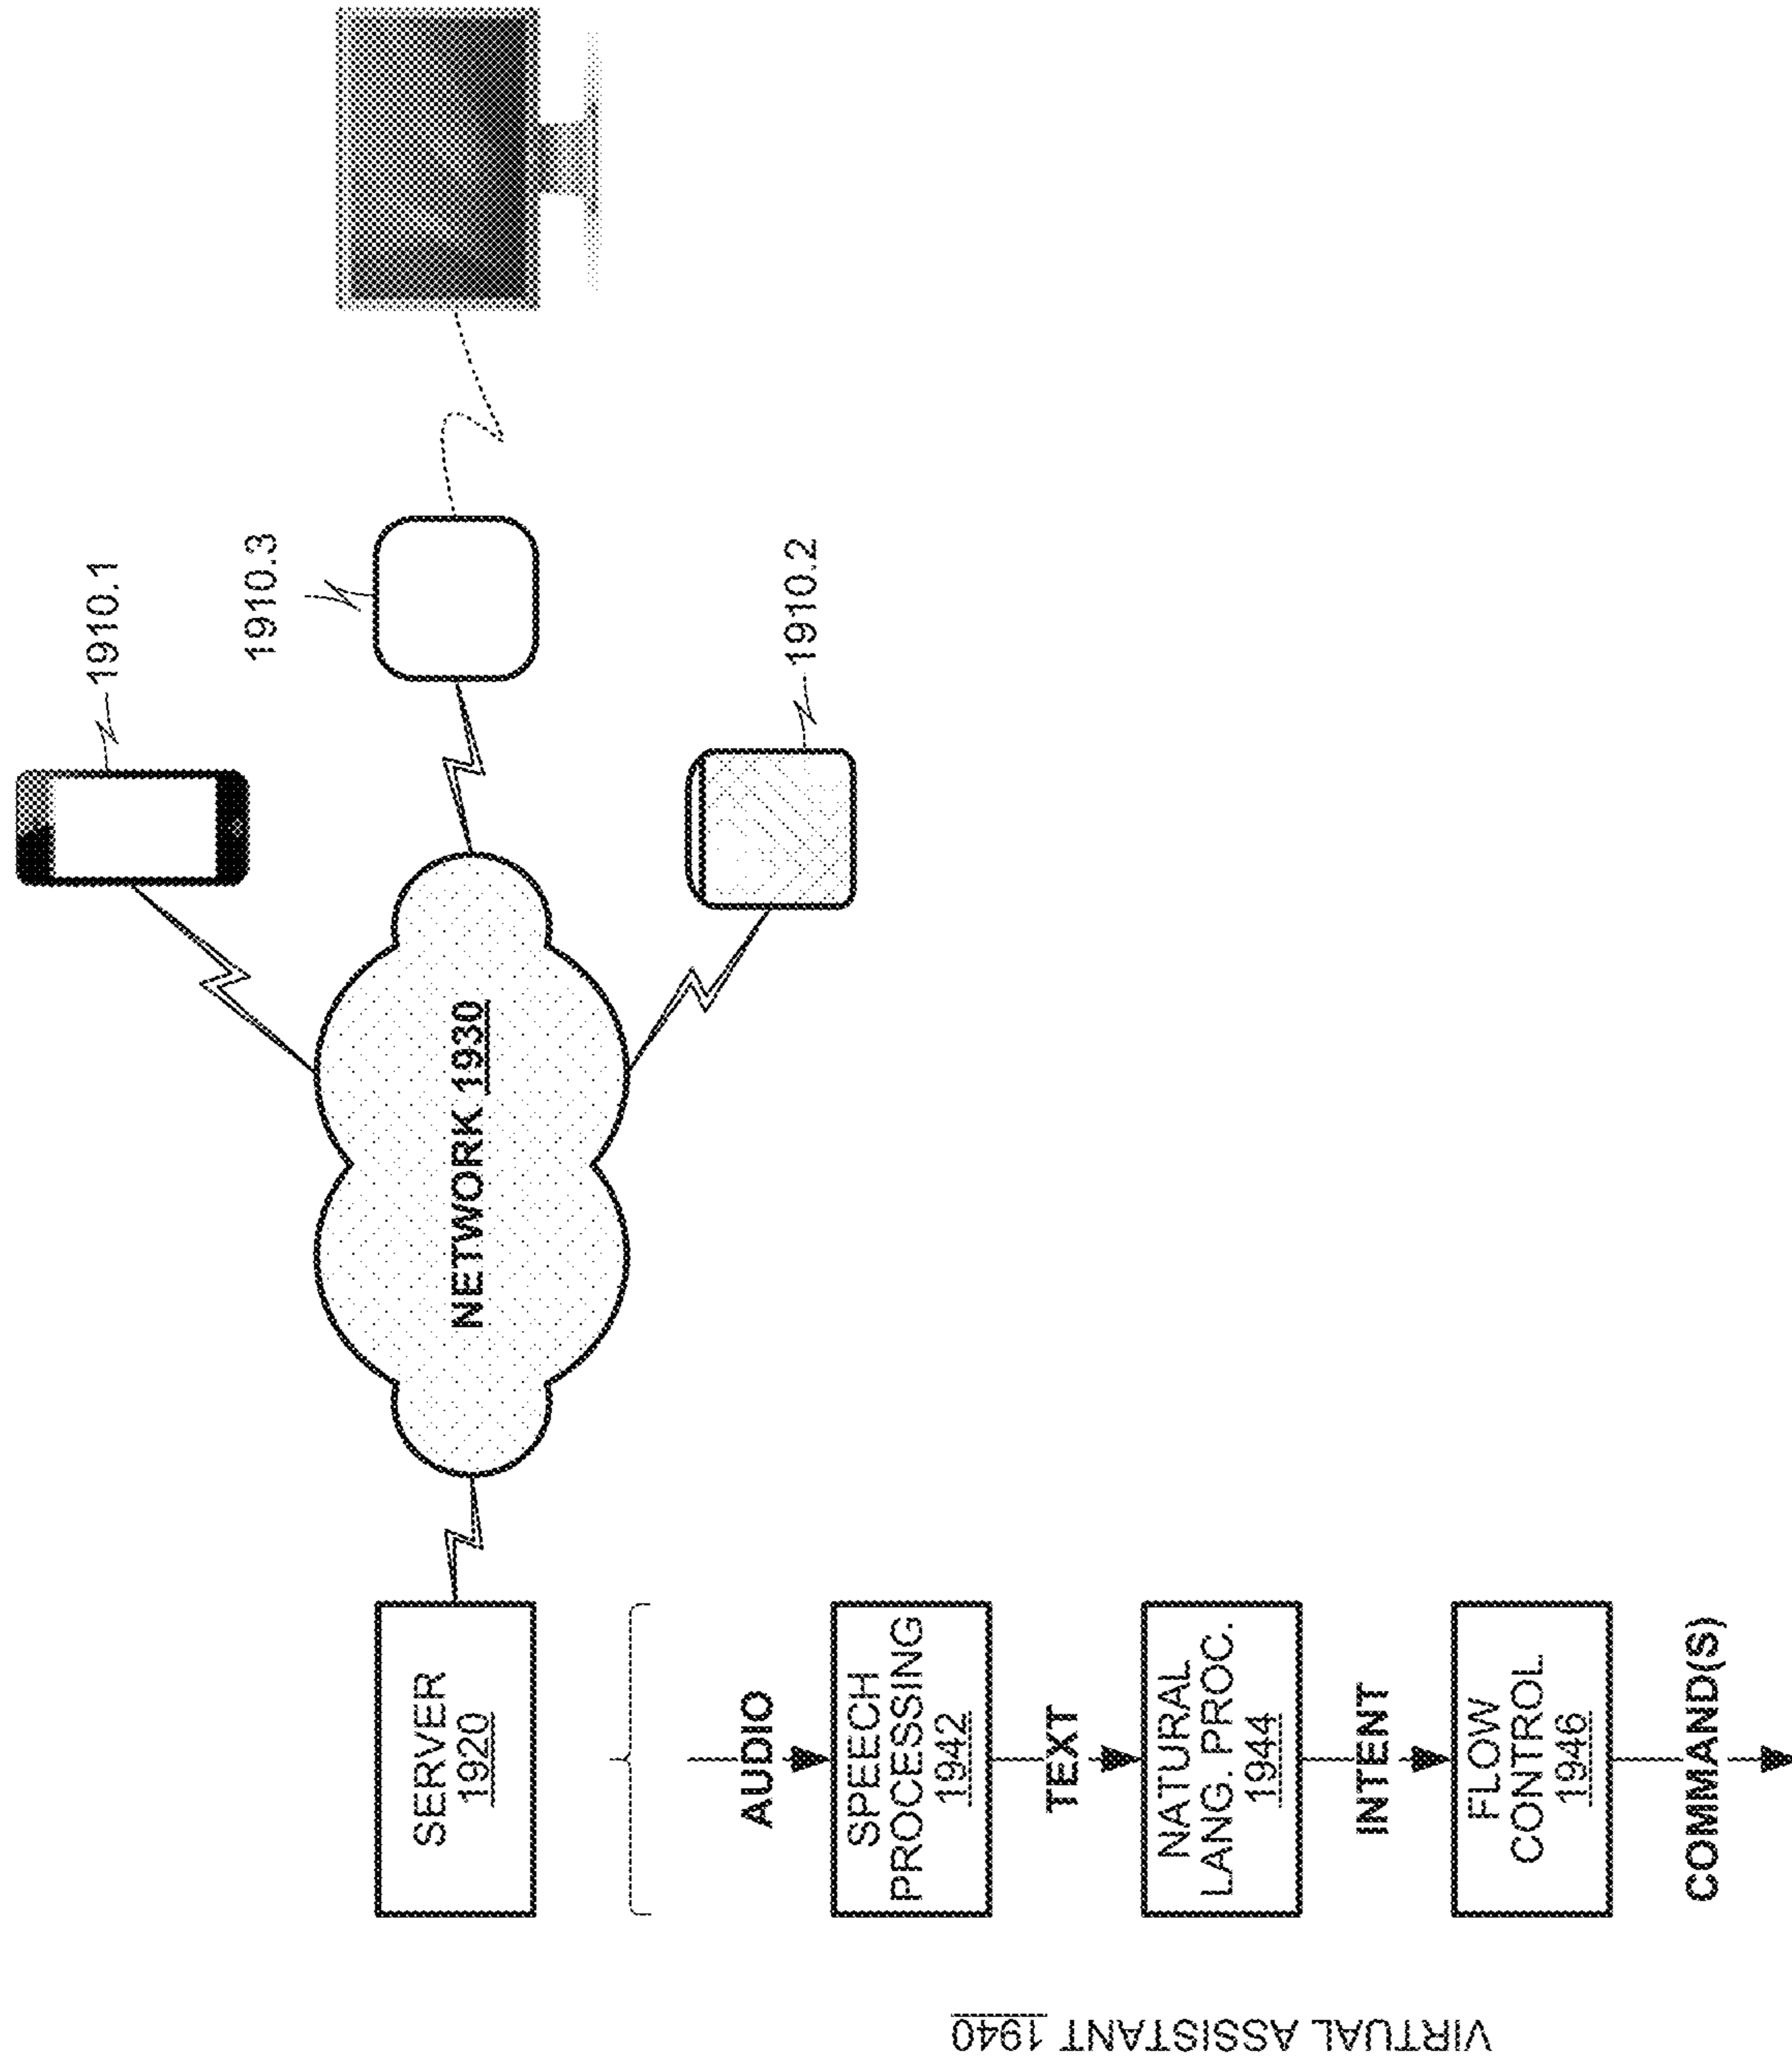 1910.1
1910.3
1910.2
NETWORK 1930
SERVER
1920
AUDIO
SPEECH
PROCESSING
1942
TEXT
NATURAL
LANG. PROC.
1944
INTENT
FLOW
CONTROL
1946
COMMAND(S)
VIRTUAL ASSISTANT 1940